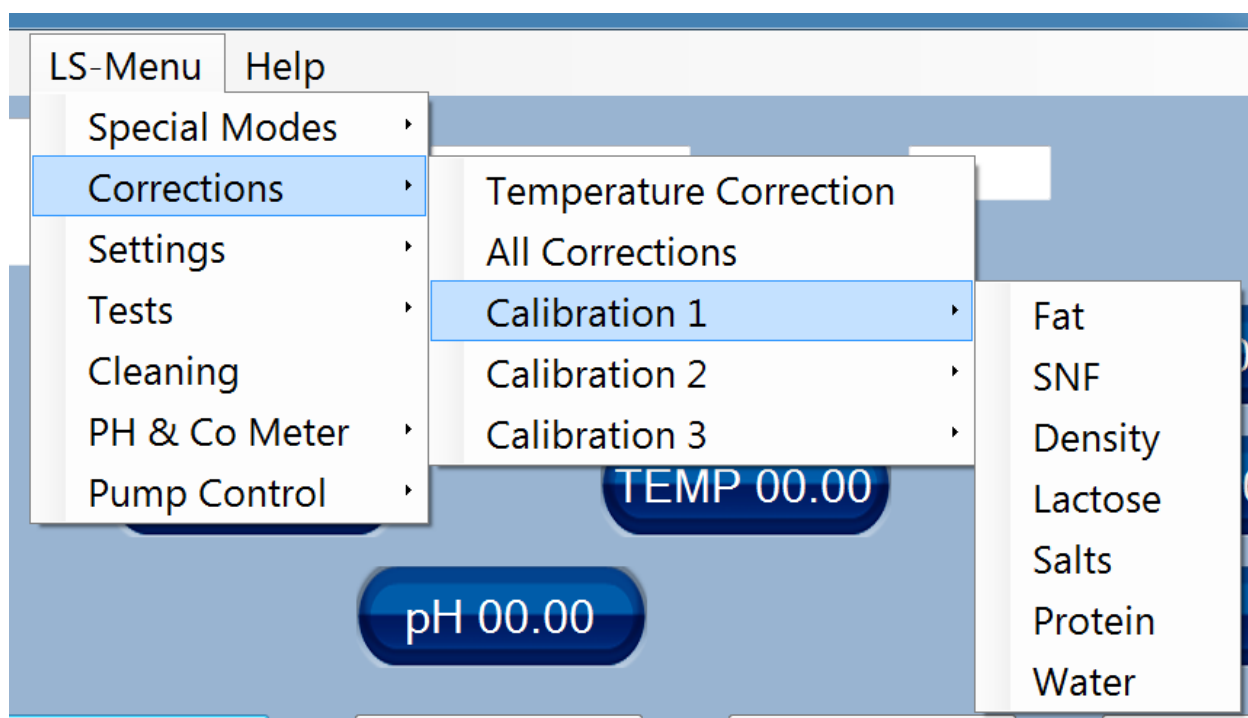 LS-Menu Help
Special Modes
Corrections
Settings
Tests
Cleaning
PH & Co Meter
Pump Control
Temperature Correction
All Corrections
Calibration 1
Calibration 2
Calibration 3
Fat
SNF
Density
Lactose
Salts
Protein
Water
TEMP 00.00
pH 00.00